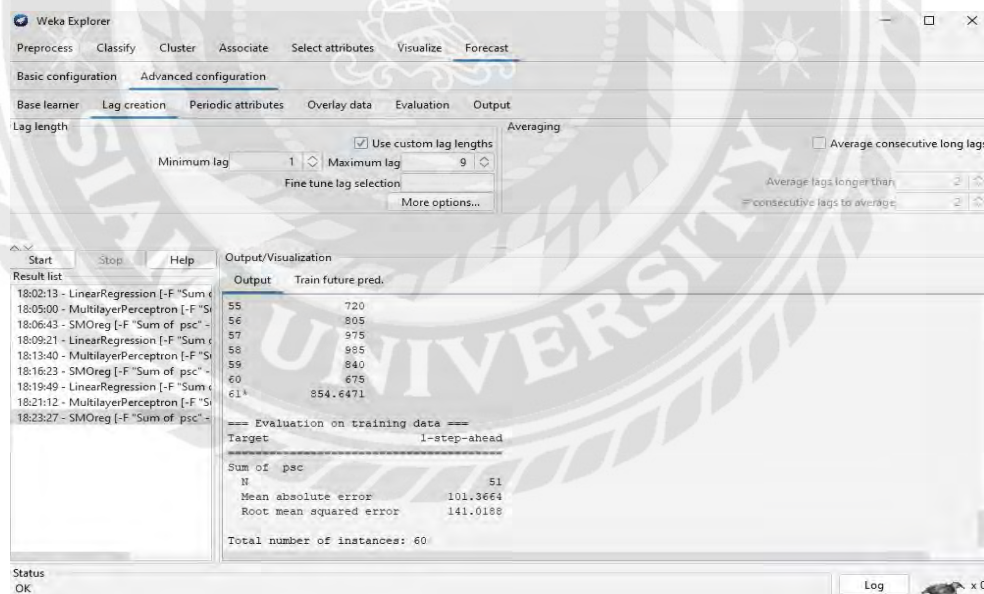 Weka Explorer
Preprocess Classify Cluster Associate Select attributes Visualize Forecast
Basic configuration Advanced configuration
Base learner Lag creation Periodic attributes Overlay data Evaluation Output
Lag length
Use custom lag lengths
Minimum lag 1 Maximum lag 9
Fine tune lag selection
More options...
Averaging
Average consecutive long lags
Average lags longer than 2
# consecutive lags to average 2
Start Stop Help
Result list
18:02:13 - LinearRegression [-F "Sum
18:05:00 - MultilayerPerceptron [-F "S
18:06:43 - SMOreg [-F "Sum of psc" -
18:09:21 - LinearRegression [-F "Sum
18:13:40 - MultilayerPerceptron [-F "S
18:16:23 - SMOreg [-F "Sum of psc" -
18:19:49 - LinearRegression [-F "Sum
18:21:12 - MultilayerPerceptron [-F "S
18:23:27 - SMOreg [-F "Sum of psc" -
Output/Visualization
Output Train future pred.
55 720
56 805
57 975
58 985
59 840
60 675
61* 854.6471
=== Evaluation on training data ===
Target 1-step-ahead
Sum of psc
N 51
Mean absolute error 101.3664
Root mean squared error 141.0188
Total number of instances: 60
Status
OK
Log x 0
SIAM UNIVERSITY